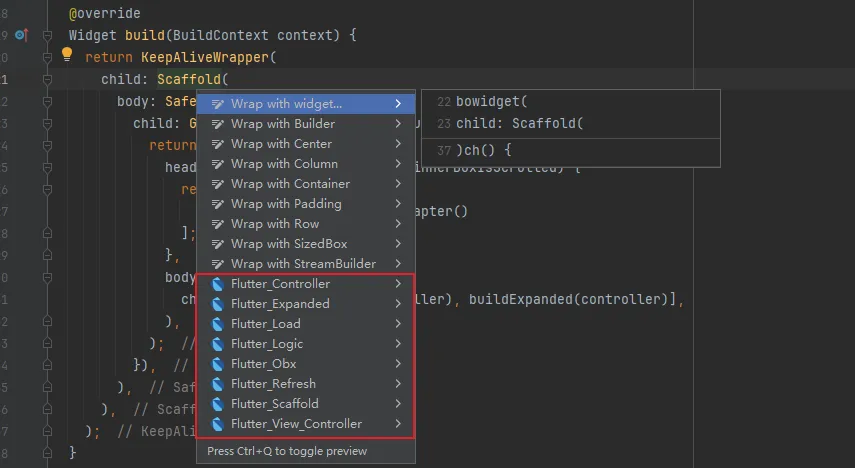 8 @override
9 Widget build(BuildContext context) {
0 return KeepAliveWrapper(
1 child: Scaffold(
2 body: Safe
3 child: G
4 return
5 head innerBoxIsScrolled) {
6 re
7 apter()
8 ];
9 },
0 body
1 ch ller), buildExpanded(controller)],
2 ),
3 ); //
4 }), //
5 ), // Saf
6 ), // Scaff
7 ); // KeepAli
8 }
Wrap with widget...
Wrap with Builder
Wrap with Center
Wrap with Column
Wrap with Container
Wrap with Padding
Wrap with Row
Wrap with SizedBox
Wrap with StreamBuilder
Flutter_Controller
Flutter_Expanded
Flutter_Load
Flutter_Logic
Flutter_Obx
Flutter_Refresh
Flutter_Scaffold
Flutter_View_Controller
Press Ctrl+Q to toggle preview
22 bowidget(
23 child: Scaffold(
37 )ch() {